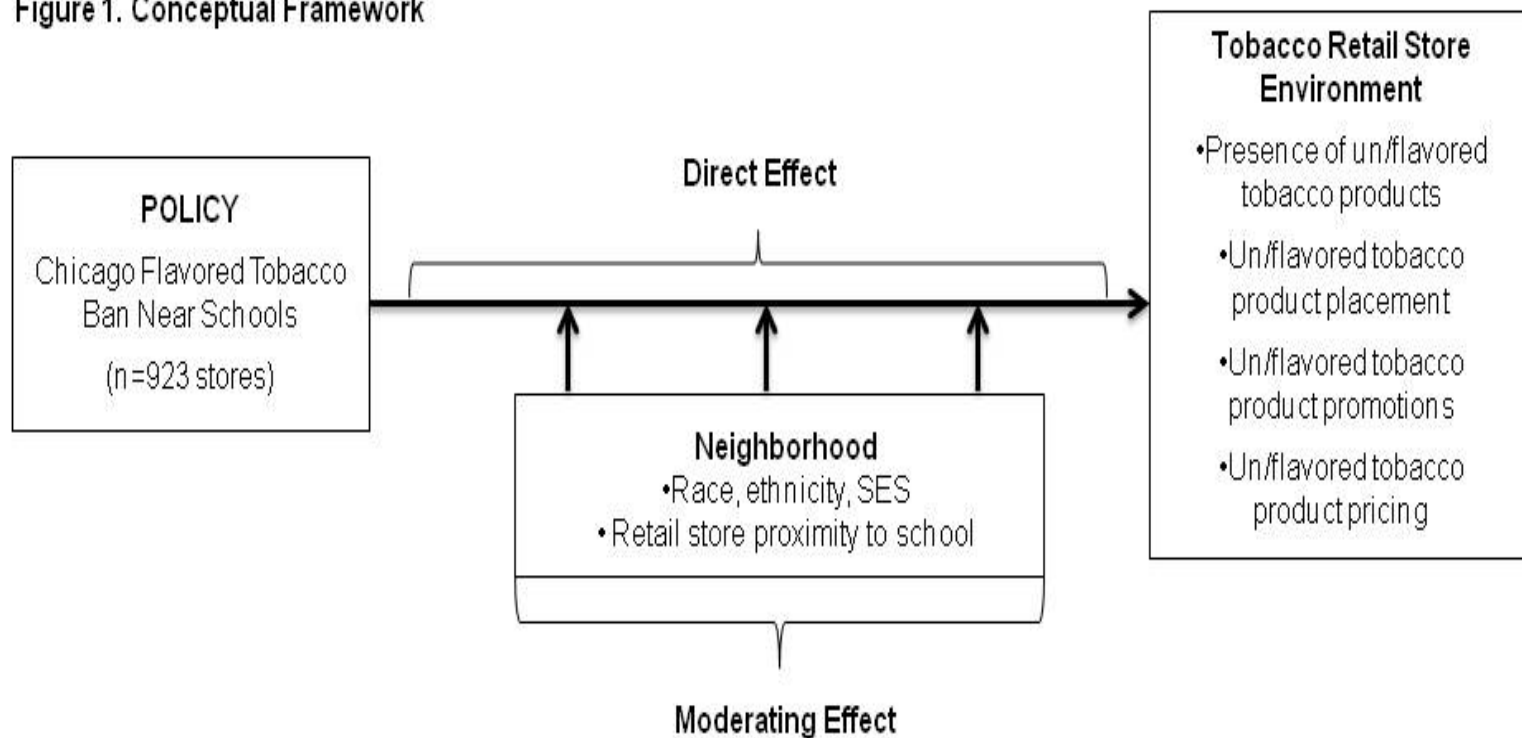 Figure 1. Conceptual Framework
POLICY
Chicago Flavored Tobacco
Ban Near Schools
(n=923 stores)
Direct Effect
Neighborhood
•Race, ethnicity, SES
•Retail store proximity to school
Moderating Effect
Tobacco Retail Store
Environment
•Presence of un/flavored
tobacco products
•Un/flavored tobacco
product placement
•Un/flavored tobacco
product promotions
•Un/flavored tobacco
product pricing